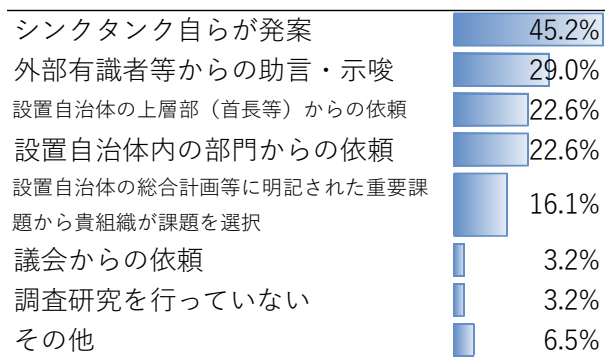 シンクタンク自らが発案 45.2%
外部有識者等からの助言・示唆 29.0%
設置自治体の上層部（首長等）からの依頼 22.6%
設置自治体内の部門からの依頼 22.6%
設置自治体の総合計画等に明記された重要課
題から貴組織が課題を選択 16.1%
議会からの依頼 3.2%
調査研究を行っていない 3.2%
その他 6.5%